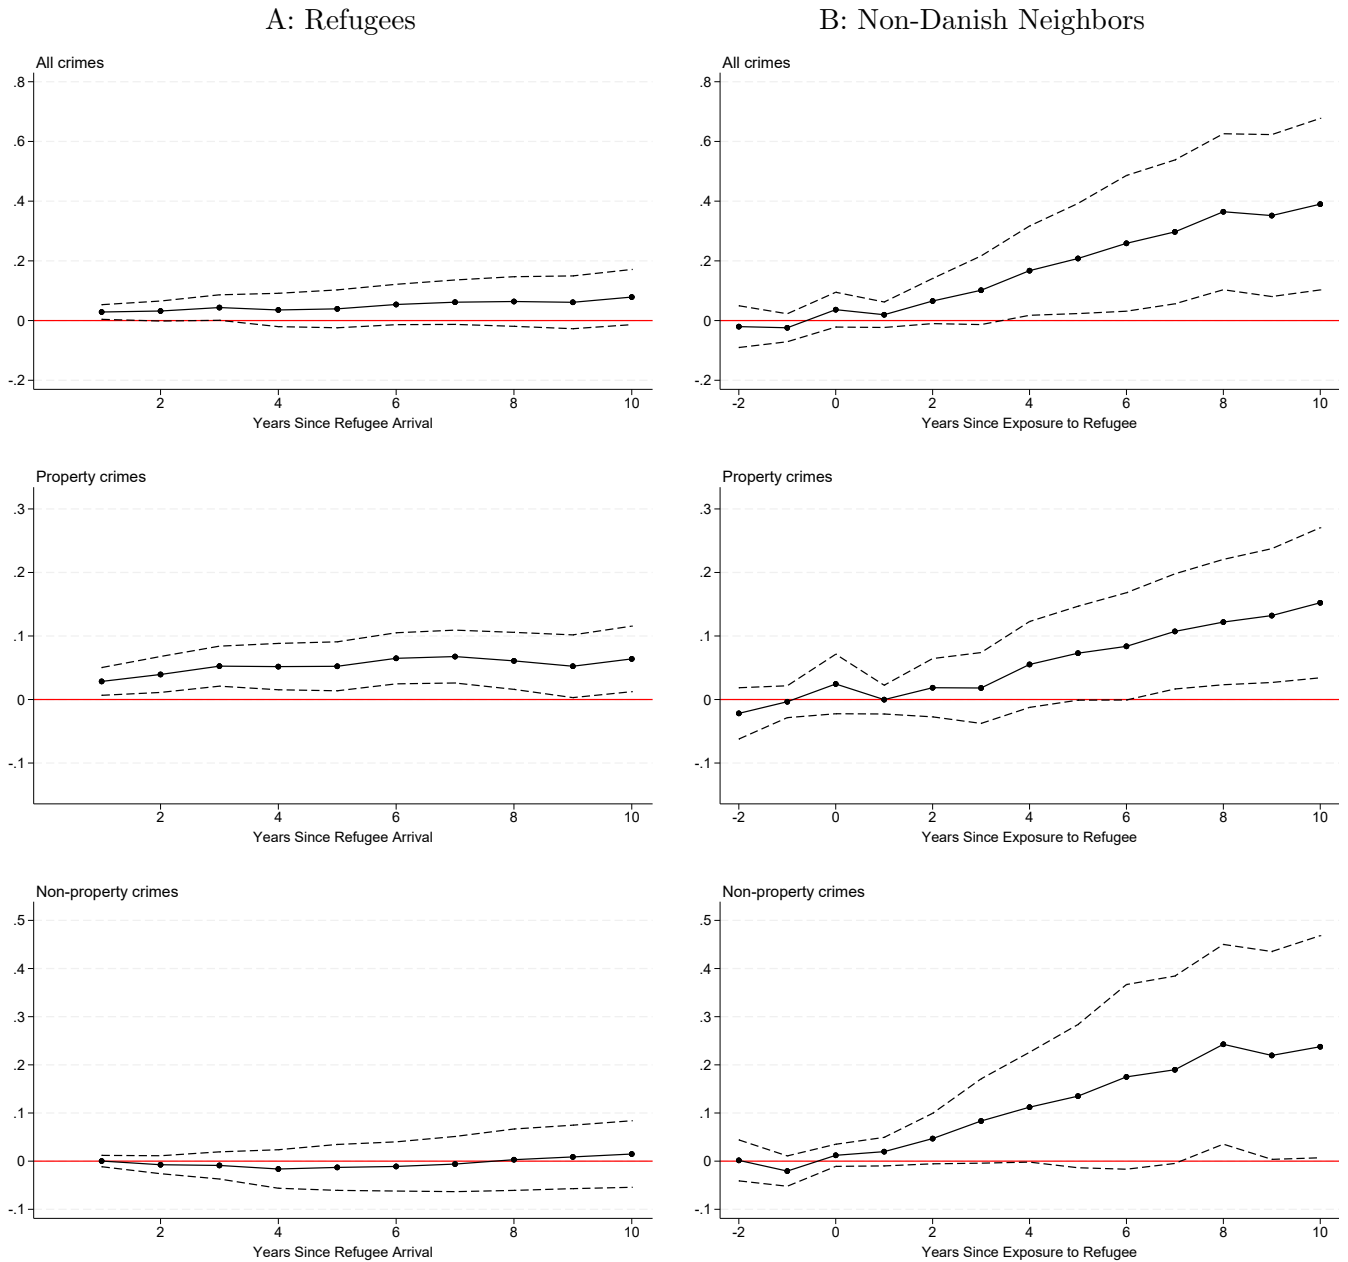 A: Refugees
B: Non-Danish Neighbors
All crimes
.8
.6
.4
.2
0
-.2
2 4 6 8 10
Years Since Refugee Arrival
All crimes
.8
.6
.4
.2
0
-.2
-2 0 2 4 6 8 10
Years Since Exposure to Refugee
Property crimes
.3
.2
.1
0
-.1
2 4 6 8 10
Years Since Refugee Arrival
Property crimes
.3
.2
.1
0
-.1
-2 0 2 4 6 8 10
Years Since Exposure to Refugee
Non-property crimes
.5
.4
.3
.2
.1
0
-.1
2 4 6 8 10
Years Since Refugee Arrival
Non-property crimes
.5
.4
.3
.2
.1
0
-.1
-2 0 2 4 6 8 10
Years Since Exposure to Refugee